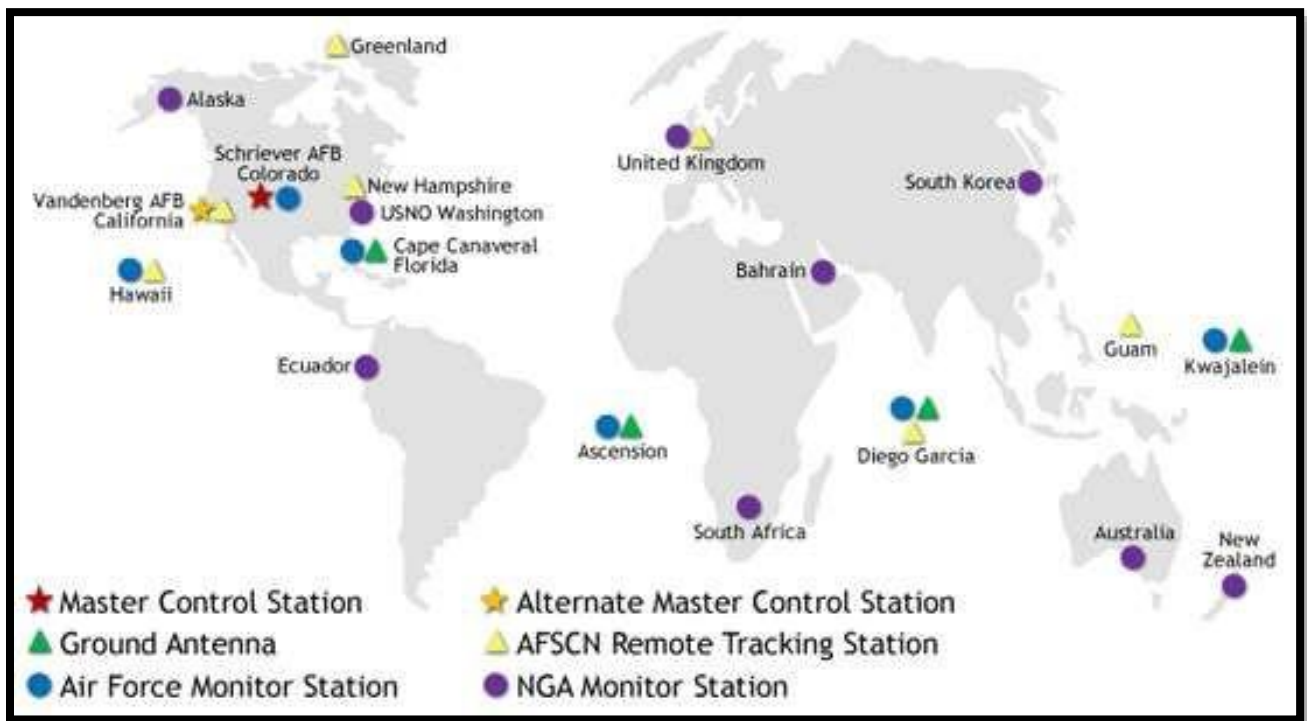 Greenland
Alaska
Schriever AFB
Colorado
Vandenberg AFB
California
New Hampshire
USNO Washington
Cape Canaveral
Florida
Hawaii
United Kingdom
South Korea
Bahrain
Ecuador
Guam
Kwajalein
Ascension
Diego Garcia
South Africa
Australia
New
Zealand
Master Control Station
Alternate Master Control Station
Ground Antenna
AFSCN Remote Tracking Station
Air Force Monitor Station
NGA Monitor Station